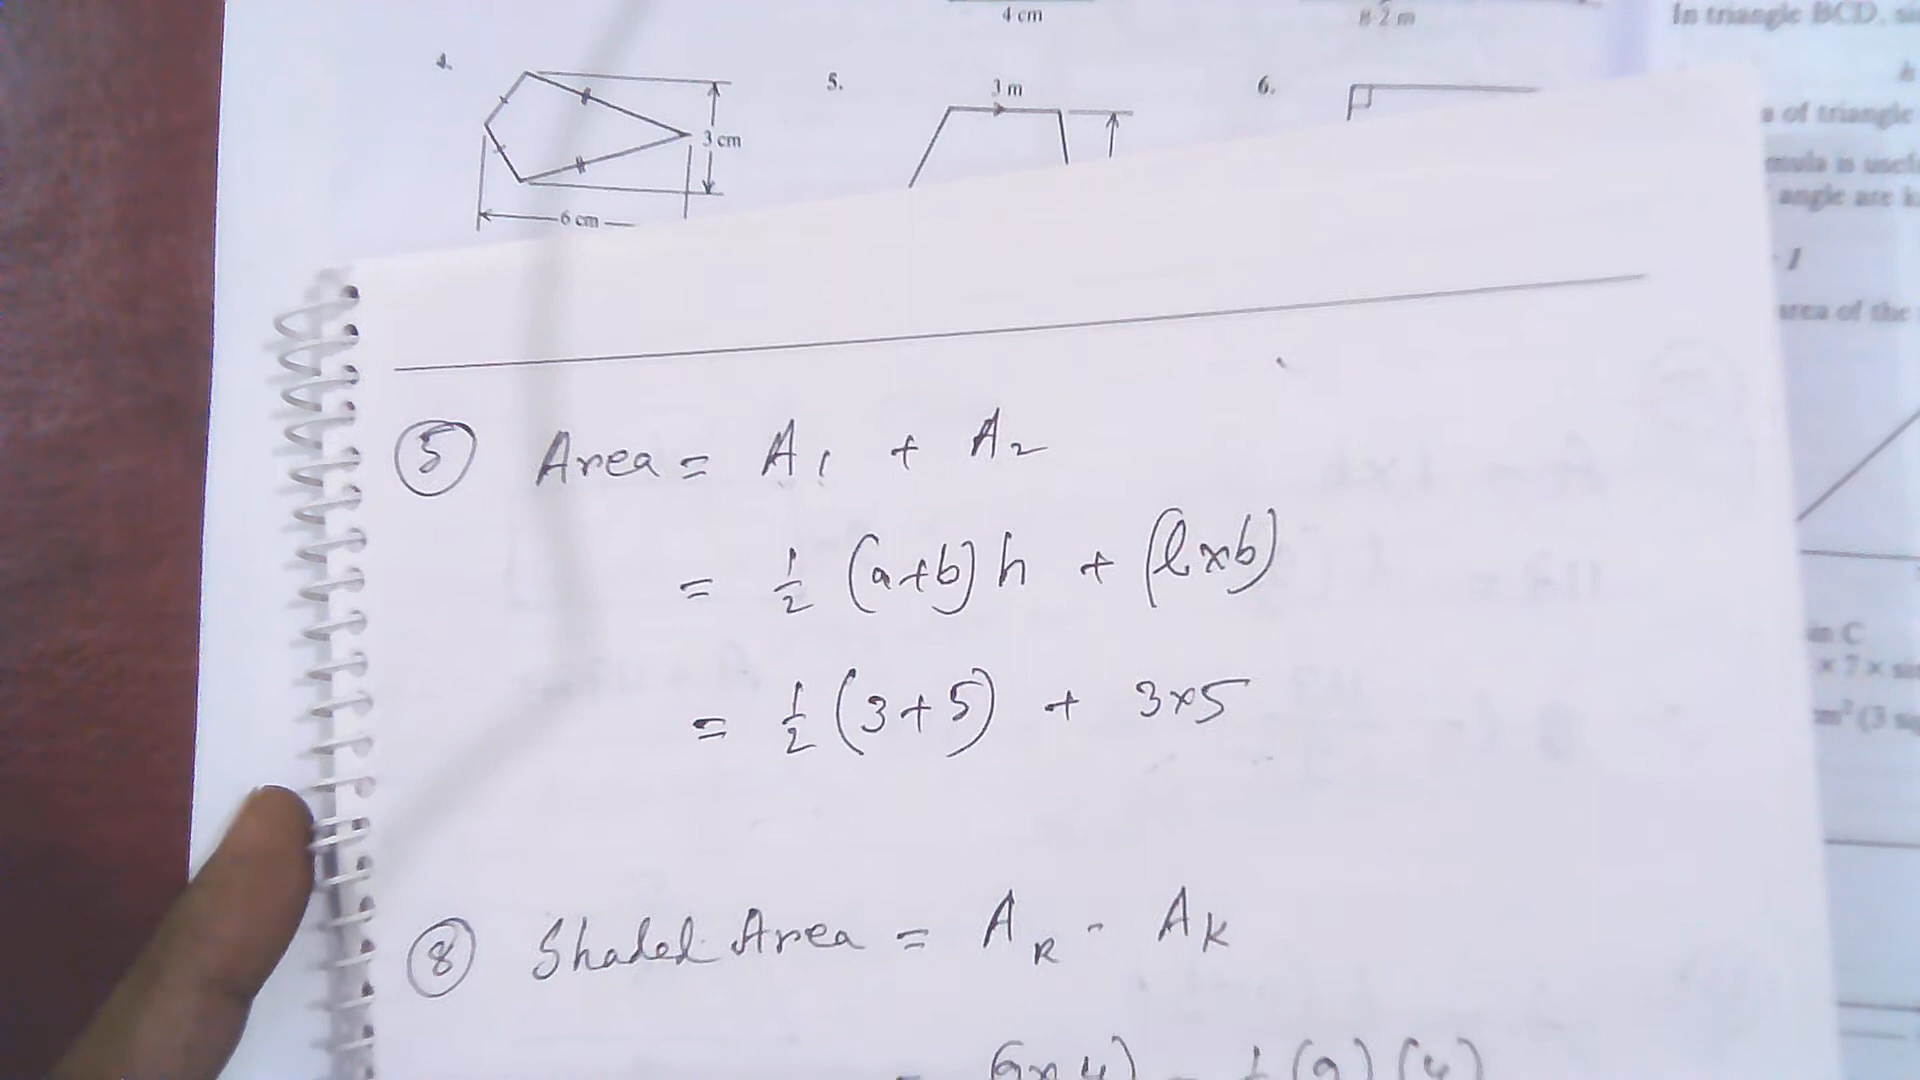 4 cm
8·2 m
In triangle BCD,
4.
5.
3 m
6.
3 cm
6 cm
of triangle
angle are
area of the
in C
× 7 ×
⑤ Area = A₁ + A₂
= ½ (a+b) h + (l×b)
= ½ (3+5) + 3×5
⑧ Shaded Area = A_R - A_K